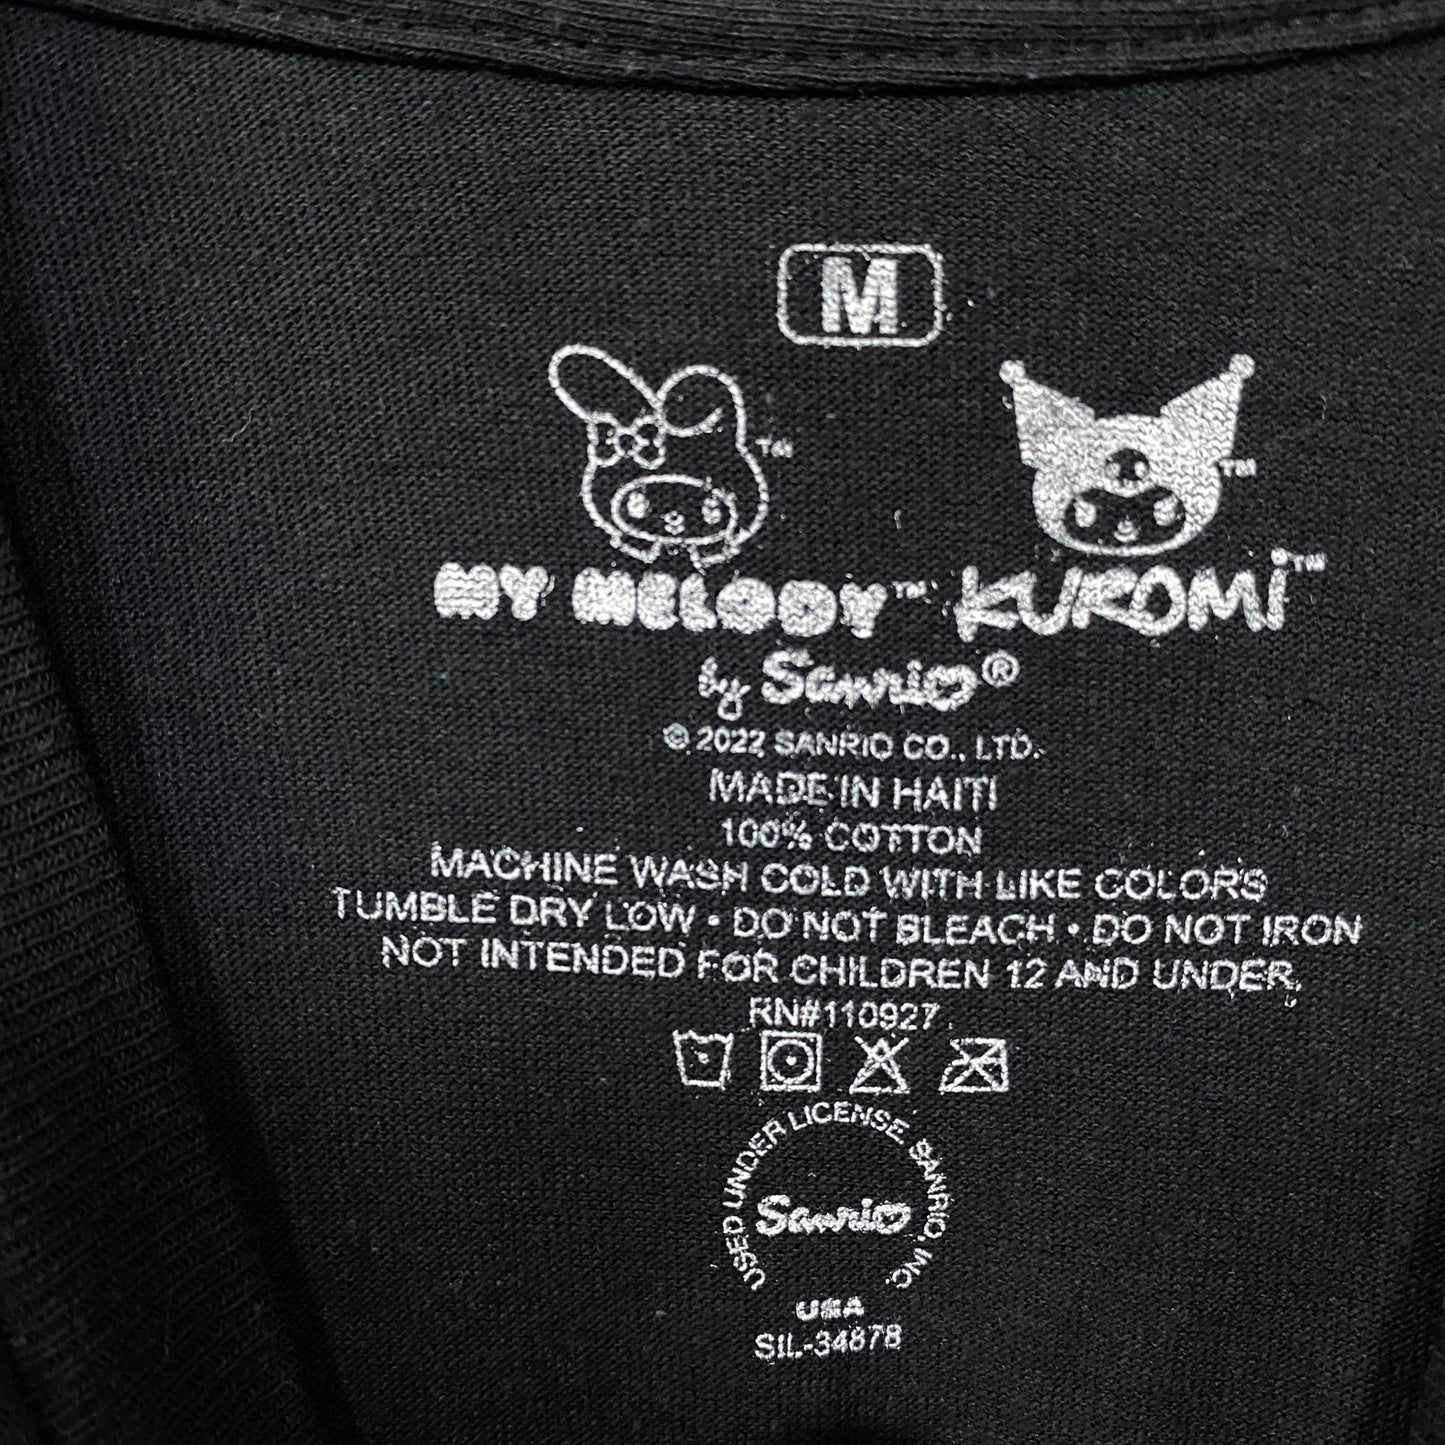 M
TM
TM
MY MELODY™ KUROMi™
by Sanrio®
© 2022 SANRIO CO., LTD.
MADE IN HAITI
100% COTTON
MACHINE WASH COLD WITH LIKE COLORS
TUMBLE DRY LOW • DO NOT BLEACH • DO NOT IRON
NOT INTENDED FOR CHILDREN 12 AND UNDER.
RN#110927
USED UNDER LICENSE, SANRIO, INC.
Sanrio
USA
SIL-34878